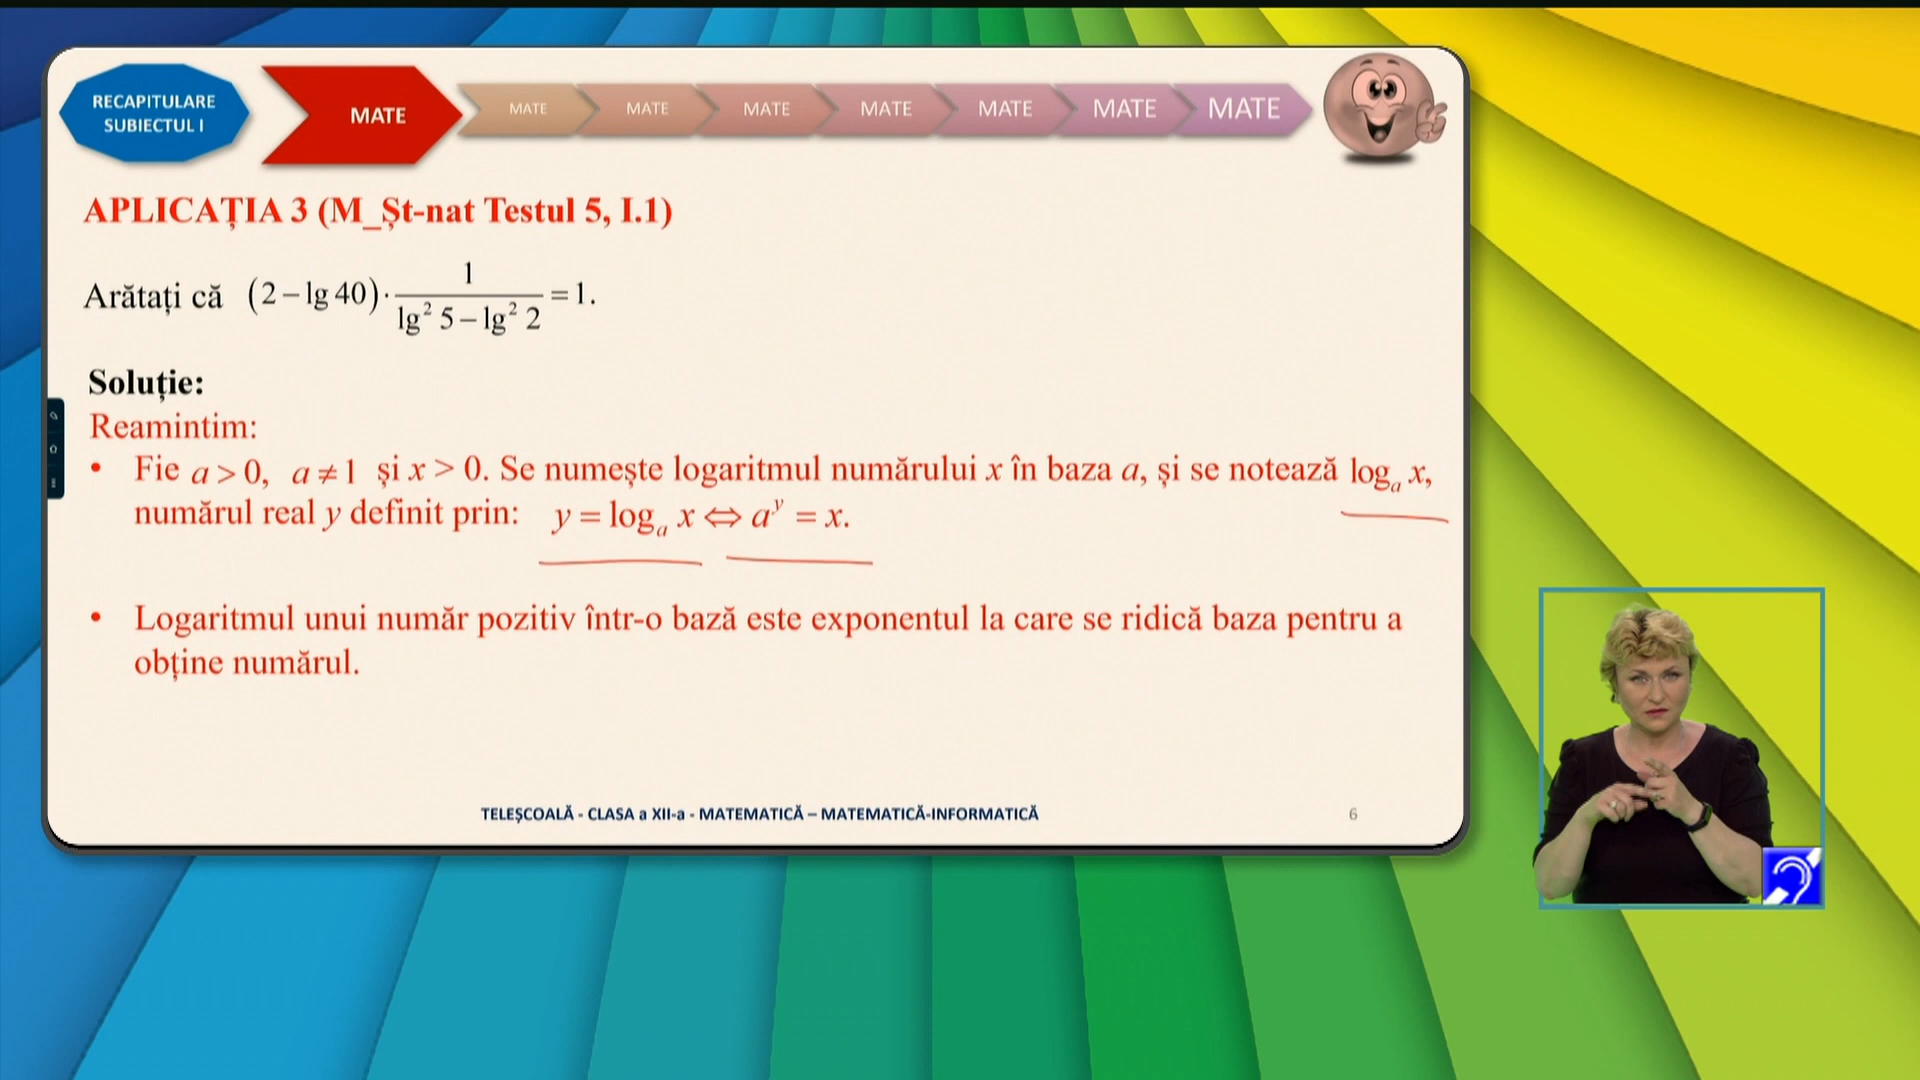 RECAPITULARE
SUBIECTUL I
MATE MATE MATE MATE MATE MATE MATE MATE
APLICAȚIA 3 (M_Șt-nat Testul 5, I.1)
Arătați că (2 – lg 40) · 1 / (lg² 5 – lg² 2) = 1.
Soluție:
Reamintim:
• Fie a > 0, a ≠ 1 și x > 0. Se numește logaritmul numărului x în baza a, și se notează logₐ x,
numărul real y definit prin: y = logₐ x ⇔ aʸ = x.
• Logaritmul unui număr pozitiv într-o bază este exponentul la care se ridică baza pentru a
obține numărul.
TELEȘCOALĂ - CLASA a XII-a - MATEMATICĂ – MATEMATICĂ-INFORMATICĂ 6